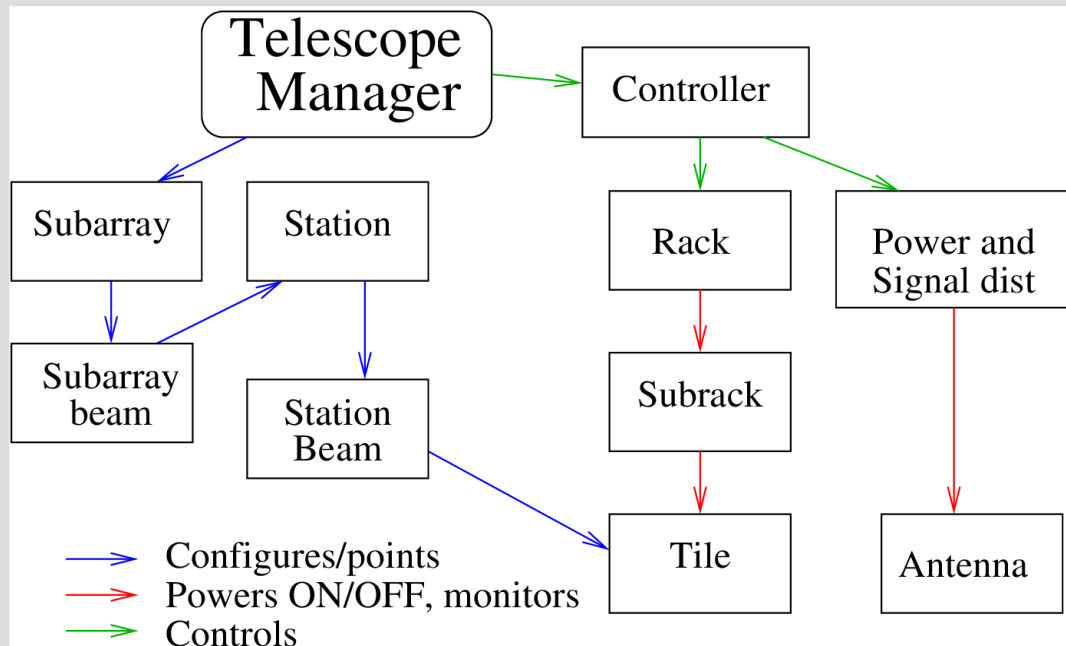 Telescope
Manager
Controller
Subarray
Station
Rack
Power and
Signal dist
Subarray
beam
Station
Beam
Subrack
Tile
Antenna
Configures/points
Powers ON/OFF, monitors
Controls